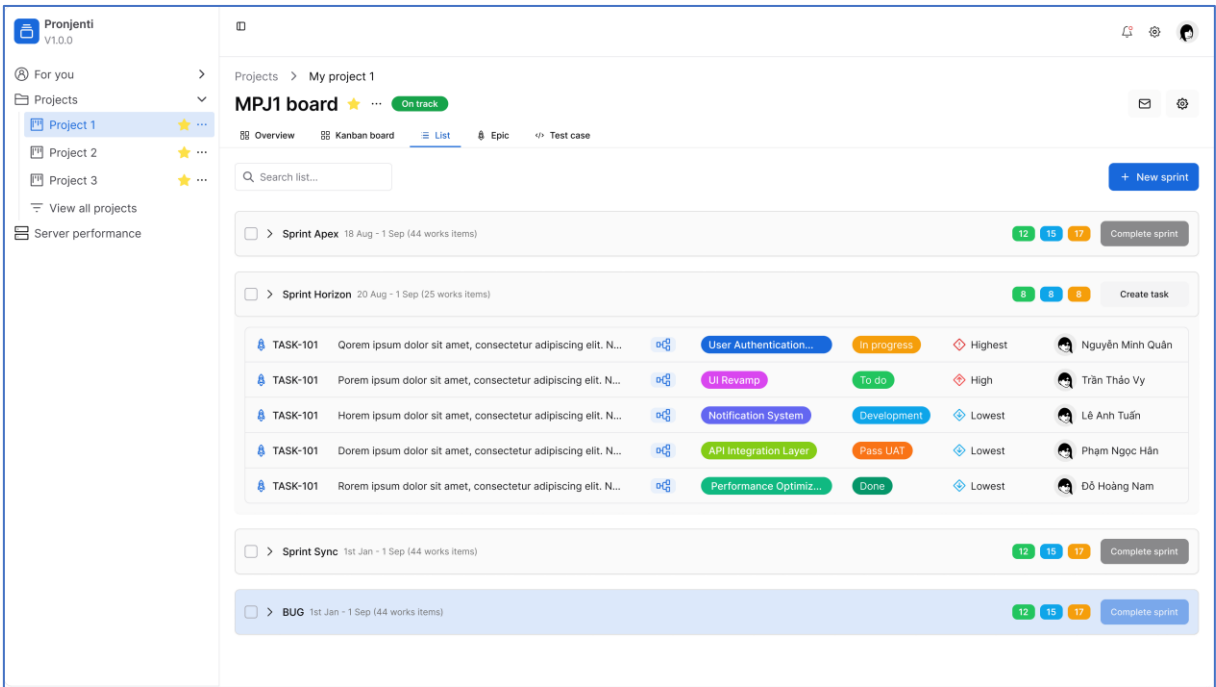 Pronjenti
V1.0.0
For you
Projects
Project 1
Project 2
Project 3
View all projects
Server performance
Projects > My project 1
MPJ1 board ... On track
Overview Kanban board List Epic Test case
Search list...
+ New sprint
Sprint Apex 18 Aug - 1 Sep (44 works items) 12 15 17 Complete sprint
Sprint Horizon 20 Aug - 1 Sep (25 works items) 8 8 8 Create task
TASK-101 Qorem ipsum dolor sit amet, consectetur adipiscing elit. N... User Authentication... In progress Highest Nguyễn Minh Quân
TASK-101 Porem ipsum dolor sit amet, consectetur adipiscing elit. N... UI Revamp To do High Trần Thảo Vy
TASK-101 Horem ipsum dolor sit amet, consectetur adipiscing elit. N... Notification System Development Lowest Lê Anh Tuấn
TASK-101 Dorem ipsum dolor sit amet, consectetur adipiscing elit. N... API Integration Layer Pass UAT Lowest Phạm Ngọc Hân
TASK-101 Rorem ipsum dolor sit amet, consectetur adipiscing elit. N... Performance Optimiz... Done Lowest Đỗ Hoàng Nam
Sprint Sync 1st Jan - 1 Sep (44 works items) 12 15 17 Complete sprint
BUG 1st Jan - 1 Sep (44 works items) 12 15 17 Complete sprint